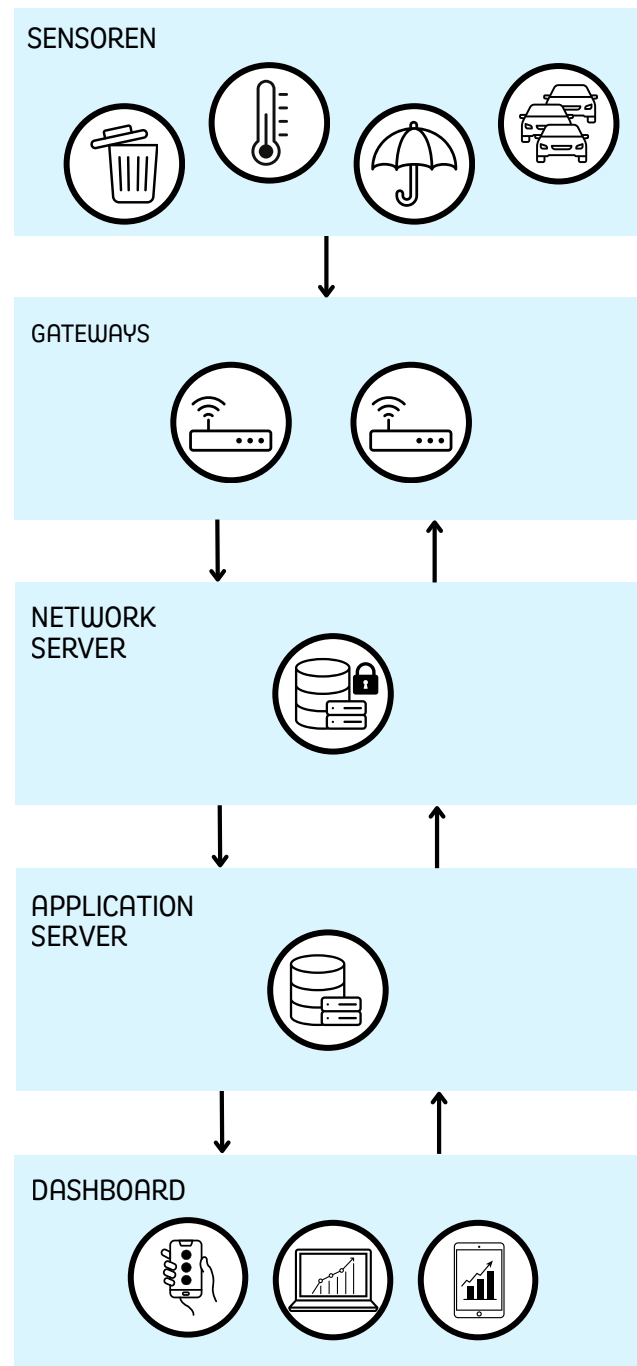 SENSOREN
GATEWAYS
NETWORK
SERVER
APPLICATION
SERVER
DASHBOARD